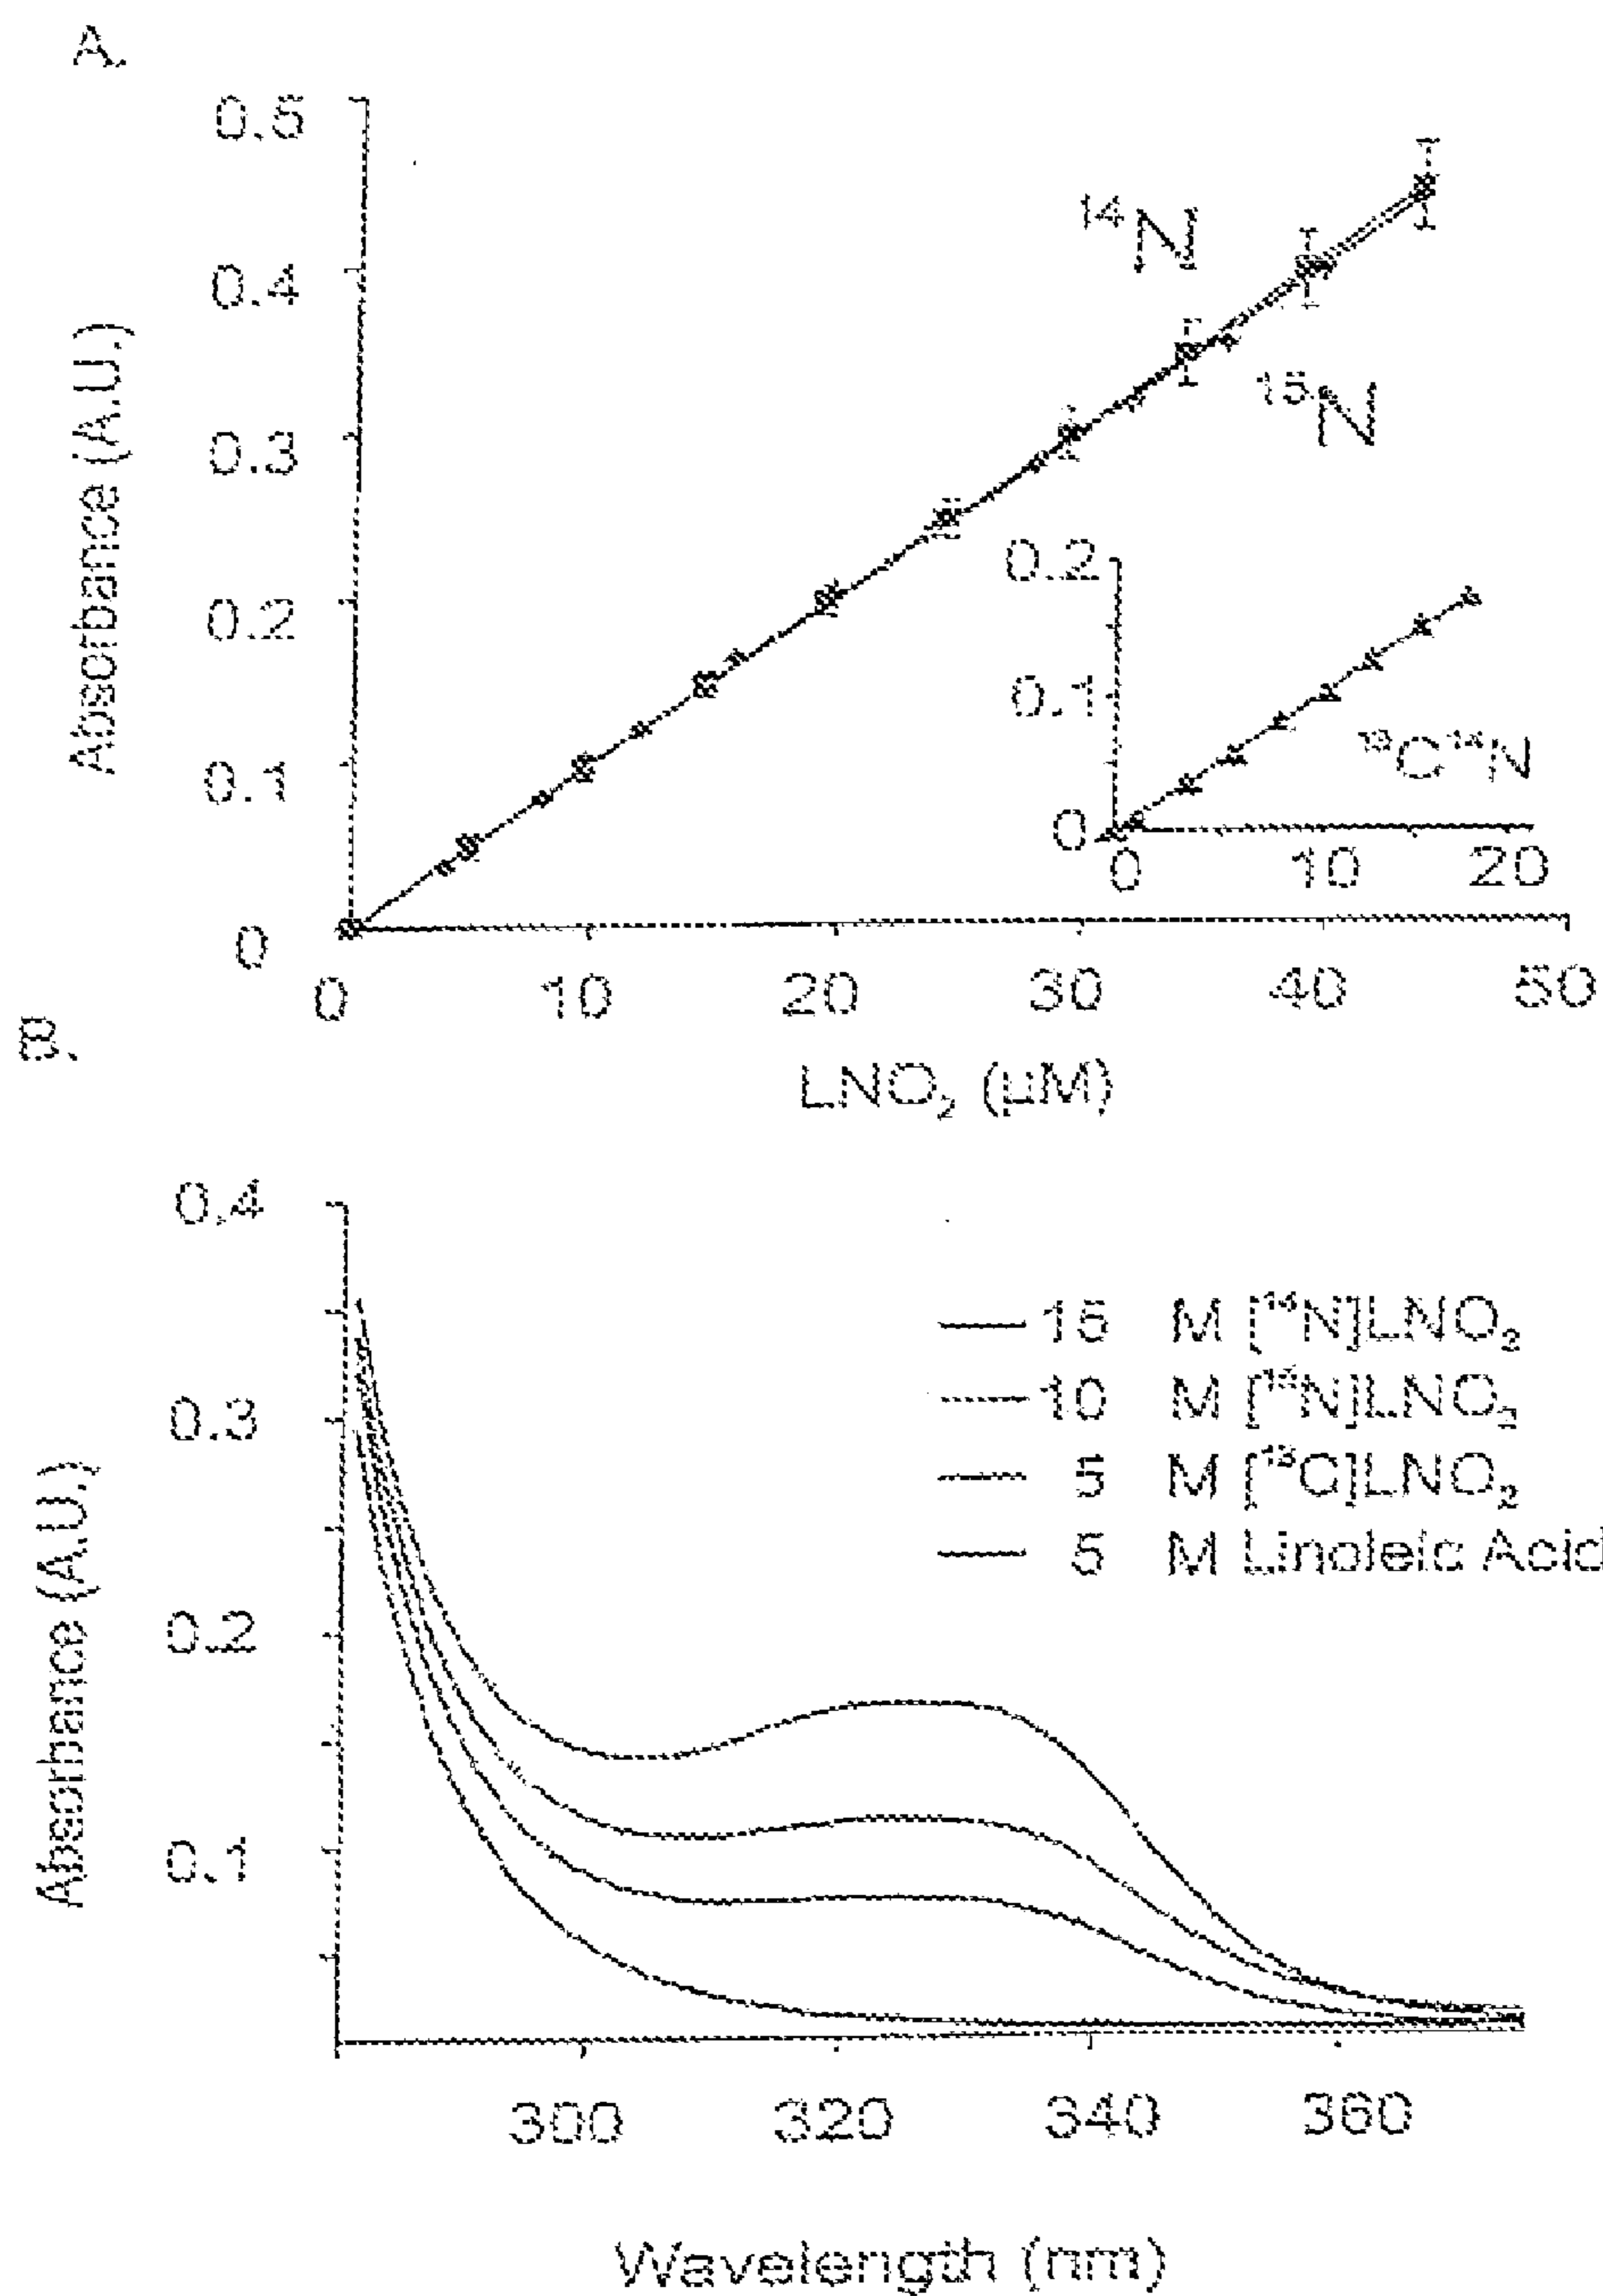 A.
0.5
0.4
0.3
0.2
0.1
0
Absorbance (A.U.)
¹⁴N
¹⁵N
0.2
0.1
0
0 10 20
¹³C¹⁴N
0 10 20 30 40 50
LNO₂ (µM)
B.
0.4
0.3
0.2
0.1
Absorbance (A.U.)
15 M [¹⁴N]LNO₂
10 M [¹⁵N]LNO₂
5 M [¹³C]LNO₂
5 M Linoleic Acid
300 320 340 360
Wavelength (nm)